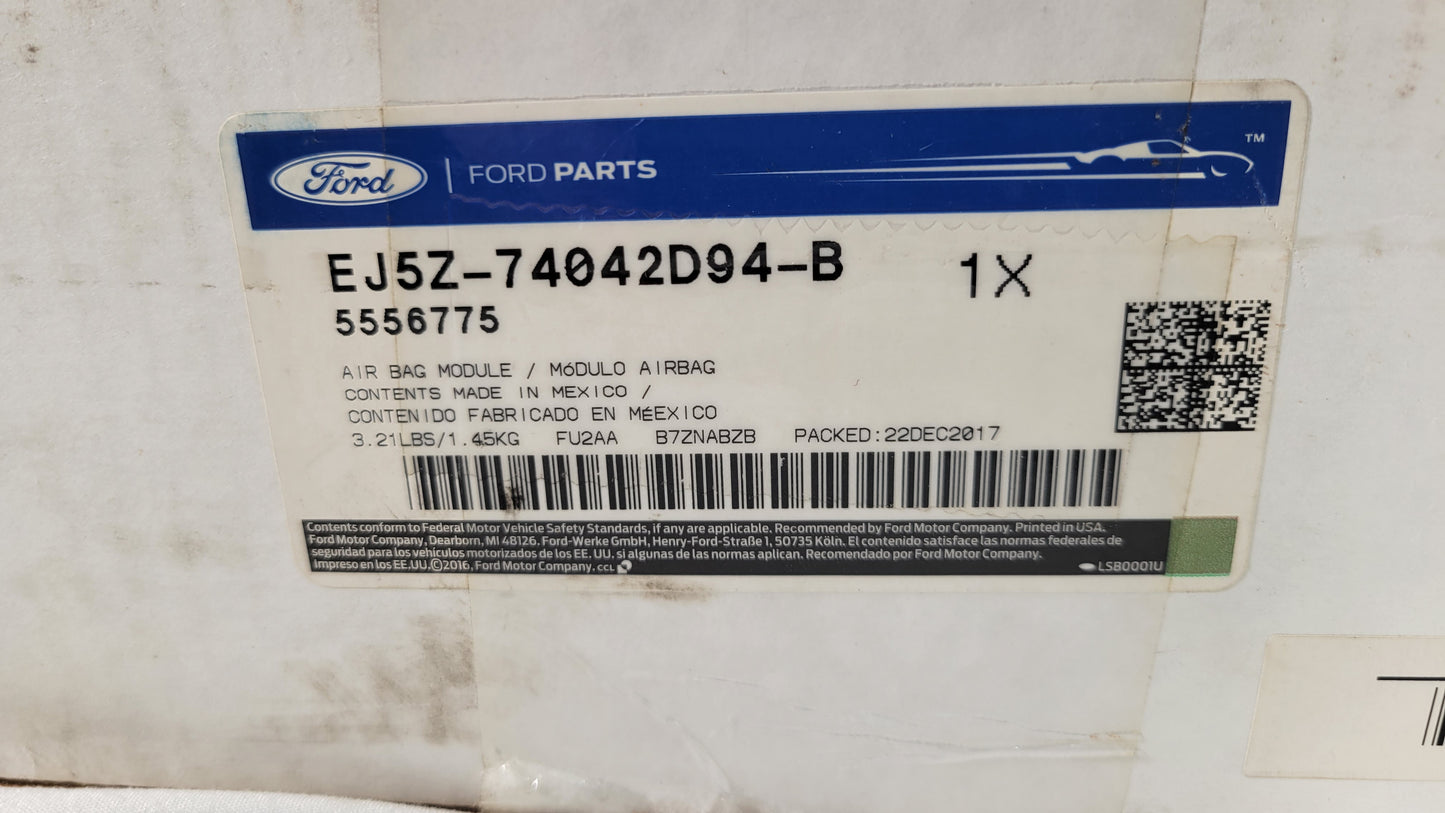 Ford | FORD PARTS ™
EJ5Z-74042D94-B 1X
5556775
AIR BAG MODULE / MóDULO AIRBAG
CONTENTS MADE IN MEXICO /
CONTENIDO FABRICADO EN MÉEXICO
3.21LBS/1.45KG FU2AA B7ZNABZB PACKED:22DEC2017
Contents conform to Federal Motor Vehicle Safety Standards, if any are applicable. Recommended by Ford Motor Company. Printed in USA.
Ford Motor Company, Dearborn, MI 48126. Ford-Werke GmbH, Henry-Ford-Straße 1, 50735 Köln. El contenido satisface las normas federales de
seguridad para los vehículos motorizados de los EE. UU. si algunas de las normas aplican. Recomendado por Ford Motor Company.
Impreso en los EE.UU.©2016, Ford Motor Company. CCL
LSB0001U